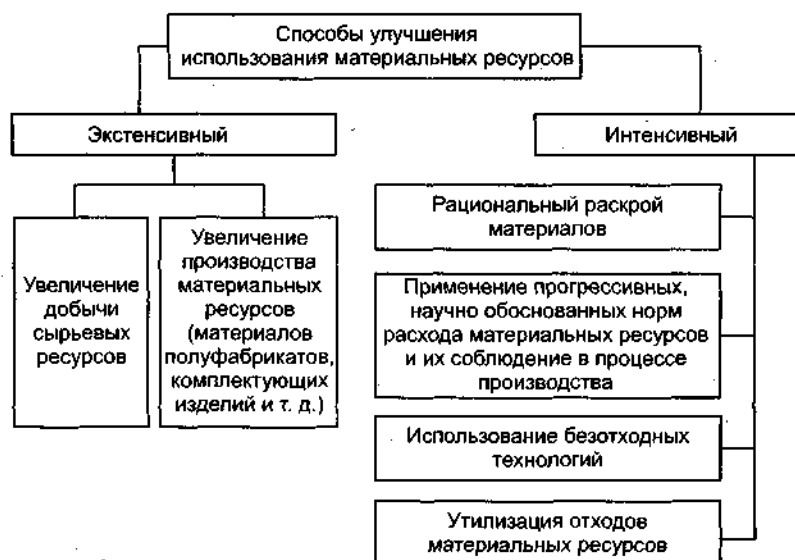 Способы улучшения
использования материальных ресурсов
Экстенсивный
Интенсивный
Увеличение
добычи
сырьевых
ресурсов
Увеличение
производства
материальных
ресурсов
(материалов
полуфабрикатов,
комплектующих
изделий и т. д.)
Рациональный раскрой
материалов
Применение прогрессивных,
научно обоснованных норм
расхода материальных ресурсов
и их соблюдение в процессе
производства
Использование безотходных
технологий
Утилизация отходов
материальных ресурсов